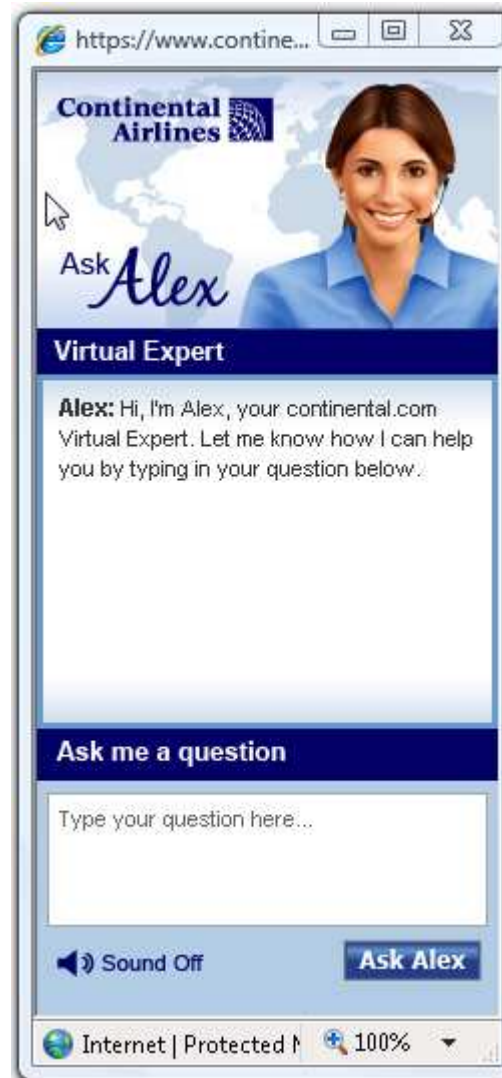 https://www.contine...
Continental
Airlines
Ask Alex
Virtual Expert
Alex: Hi, I'm Alex, your continental.com
Virtual Expert. Let me know how I can help
you by typing in your question below.
Ask me a question
Type your question here...
Sound Off
Ask Alex
Internet | Protected M
100%